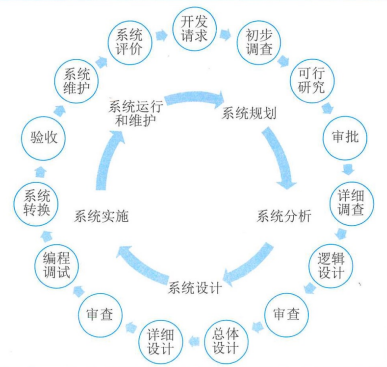 开发
请求
初步
调查
可行
研究
审批
详细
调查
逻辑
设计
审查
总体
设计
详细
设计
审查
编程
调试
系统
转换
验收
系统
维护
系统
评价
系统规划
系统分析
系统设计
系统实施
系统运行
和维护